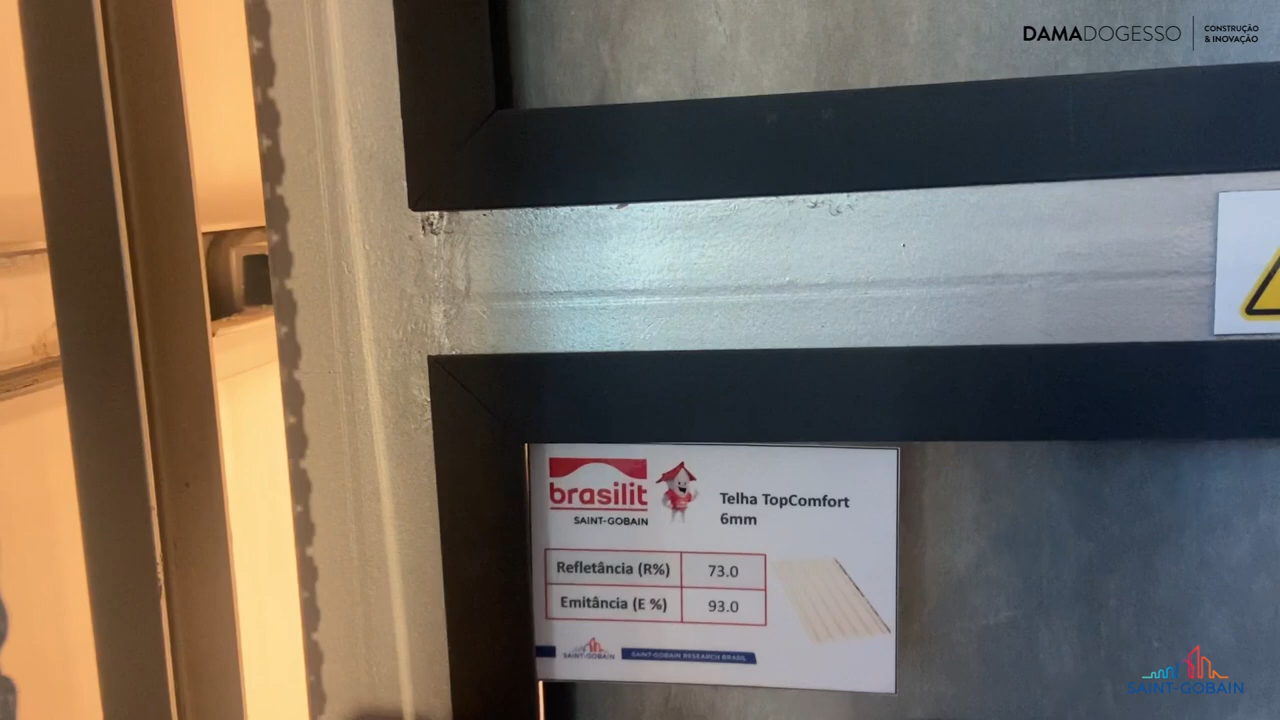 DAMADOGESSO
CONSTRUÇÃO
& INOVAÇÃO
brasilit
SAINT-GOBAIN
Telha TopComfort
6mm
Refletância (R%) 73.0
Emitância (E %) 93.0
SAINT-GOBAIN
SAINT-GOBAIN RESEARCH BRASIL
SAINT-GOBAIN